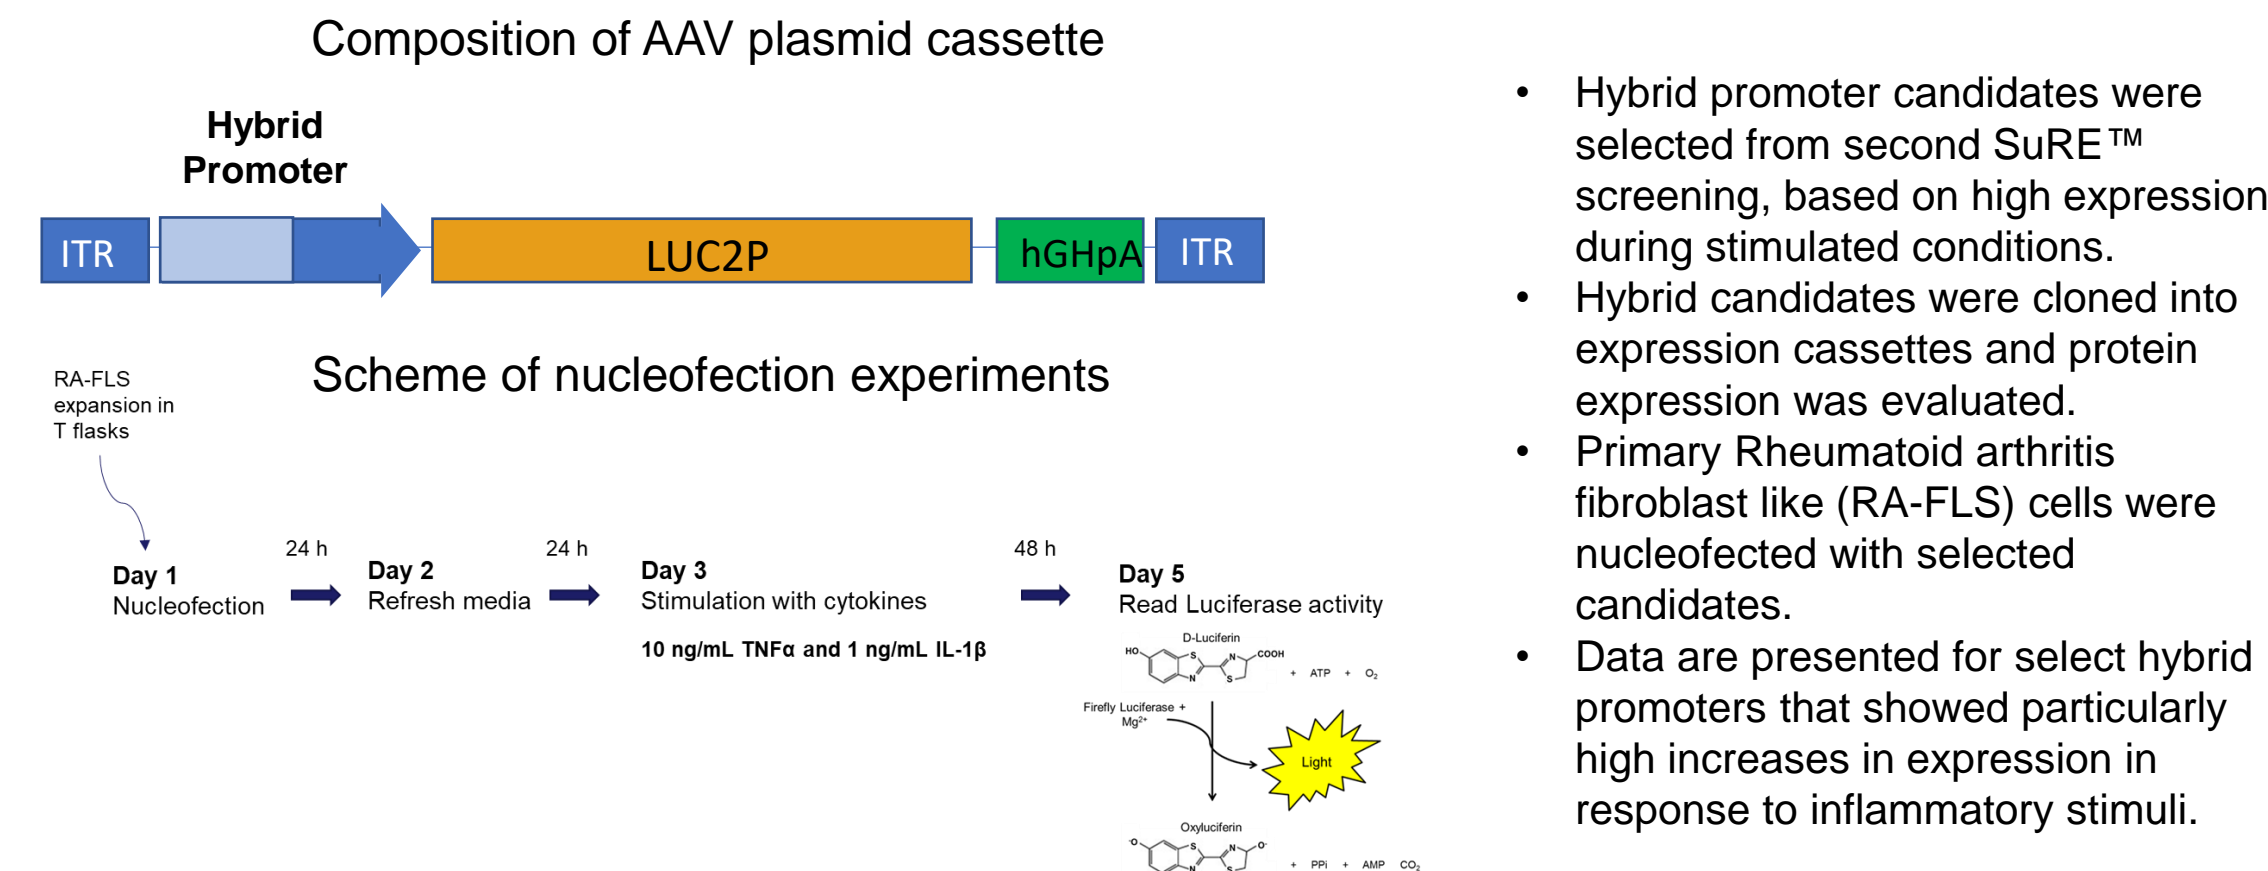 Composition of AAV plasmid cassette
Hybrid
Promoter
ITR
LUC2P
hGHpA
ITR
Scheme of nucleofection experiments
RA-FLS
expansion in
T flasks
Day 1
Nucleofection
24 h
Day 2
Refresh media
24 h
Day 3
Stimulation with cytokines
10 ng/mL TNFα and 1 ng/mL IL-1β
48 h
Day 5
Read Luciferase activity
D-Luciferin
HO
S
N
N
S
COOH
+ ATP + O₂
Firefly Luciferase +
Mg²⁺
Light
Oxyluciferin
⁻O
S
N
N
S
O⁻
+ PPi + AMP CO₂
• Hybrid promoter candidates were
selected from second SuRE™
screening, based on high expression
during stimulated conditions.
• Hybrid candidates were cloned into
expression cassettes and protein
expression was evaluated.
• Primary Rheumatoid arthritis
fibroblast like (RA-FLS) cells were
nucleofected with selected
candidates.
• Data are presented for select hybrid
promoters that showed particularly
high increases in expression in
response to inflammatory stimuli.